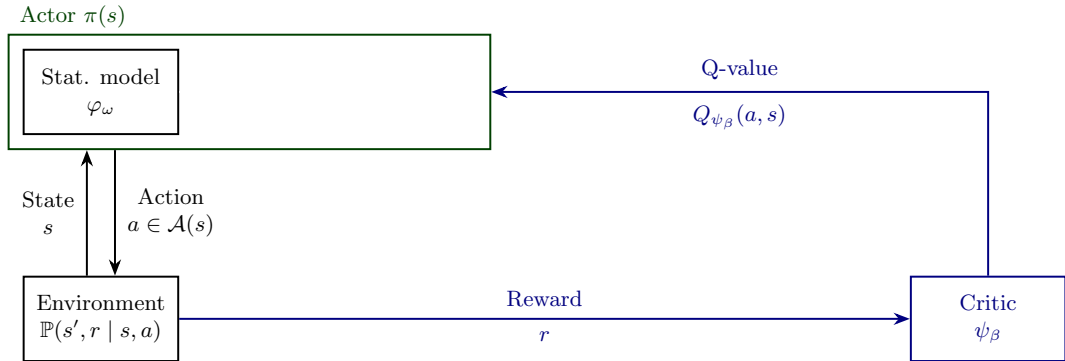 Actor π(s)
Stat. model
φ_ω
Q-value
Q_{ψ_β}(a, s)
State
s
Action
a ∈ 𝒜(s)
Environment
ℙ(s′, r | s, a)
Reward
r
Critic
ψ_β